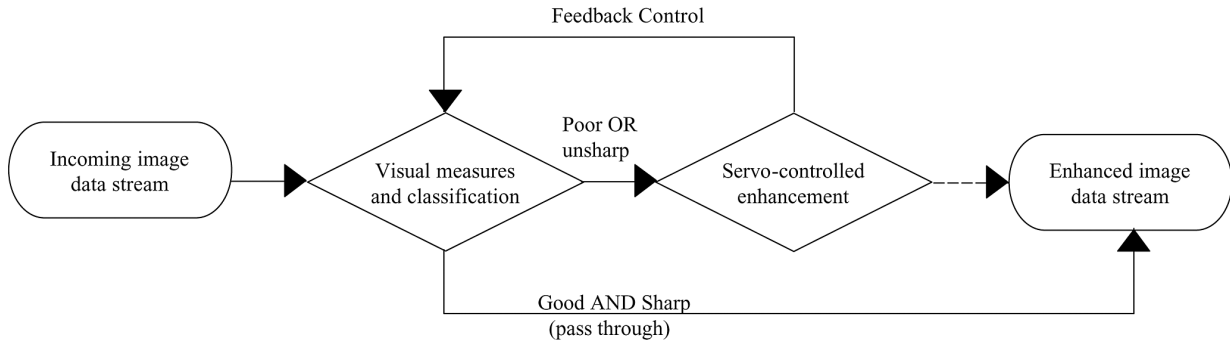 Feedback Control
Incoming image
data stream
Visual measures
and classification
Poor OR
unsharp
Servo-controlled
enhancement
Enhanced image
data stream
Good AND Sharp
(pass through)